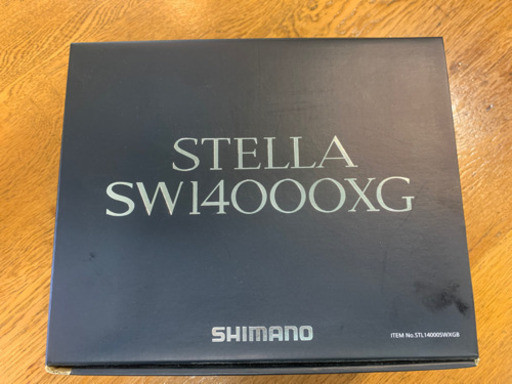 STELLA
SW14000XG
SHIMANO
ITEM No.STL14000SWXGB